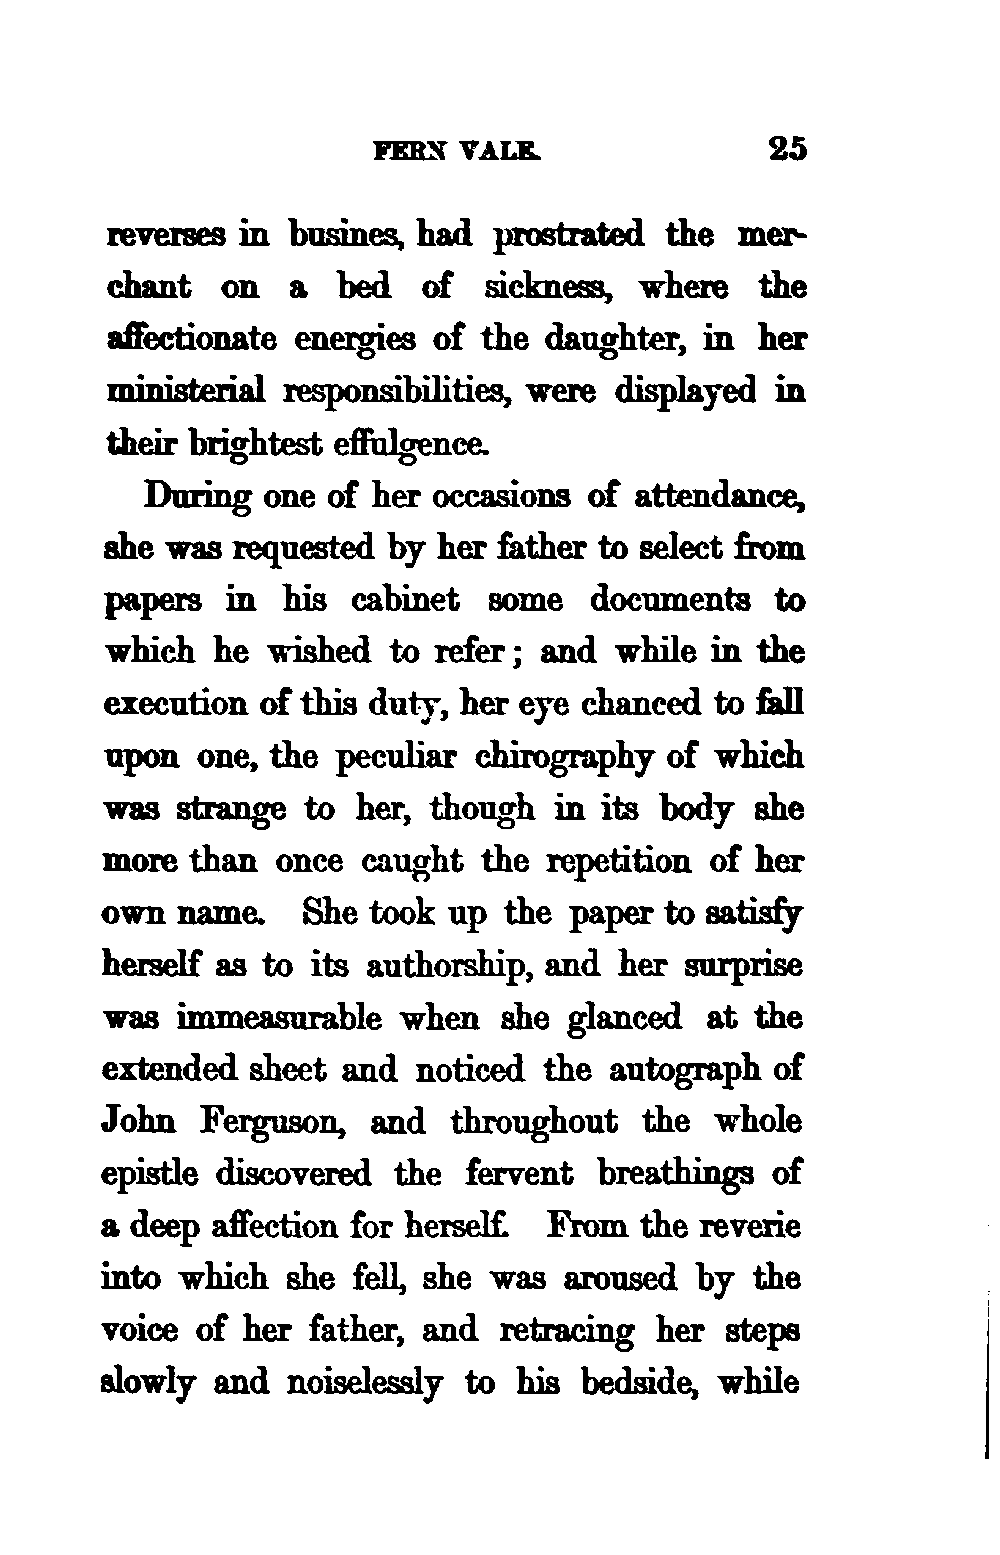 FERN VALE. 25
reverses in busines, had prostrated the mer-
chant on a bed of sickness, where the
affectionate energies of the daughter, in her
ministerial responsibilities, were displayed in
their brightest effulgence.
During one of her occasions of attendance,
she was requested by her father to select from
papers in his cabinet some documents to
which he wished to refer; and while in the
execution of this duty, her eye chanced to fall
upon one, the peculiar chirography of which
was strange to her, though in its body she
more than once caught the repetition of her
own name. She took up the paper to satisfy
herself as to its authorship, and her surprise
was immeasurable when she glanced at the
extended sheet and noticed the autograph of
John Ferguson, and throughout the whole
epistle discovered the fervent breathings of
a deep affection for herself. From the reverie
into which she fell, she was aroused by the
voice of her father, and retracing her steps
slowly and noiselessly to his bedside, while